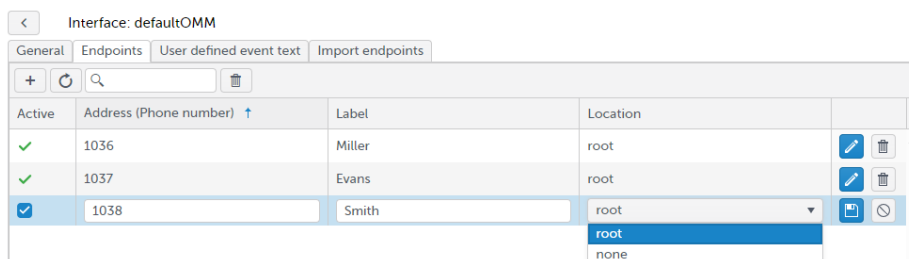 Interface: defaultOMM
General Endpoints User defined event text Import endpoints
Active Address (Phone number) Label Location
1036 Miller root
1037 Evans root
1038 Smith root
root
none